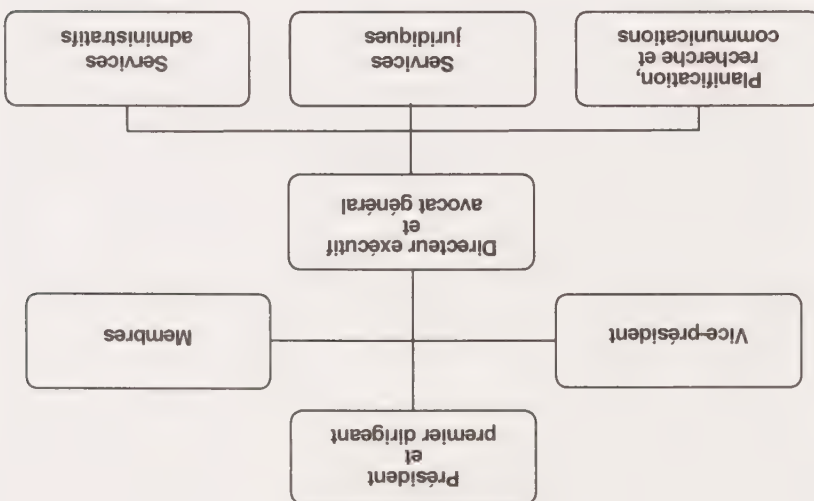 Président
et
premier dirigeant
Vice-président
Membres
Directeur exécutif
et
avocat général
Planification,
recherche et
communications
Services
juridiques
Services
administratifs